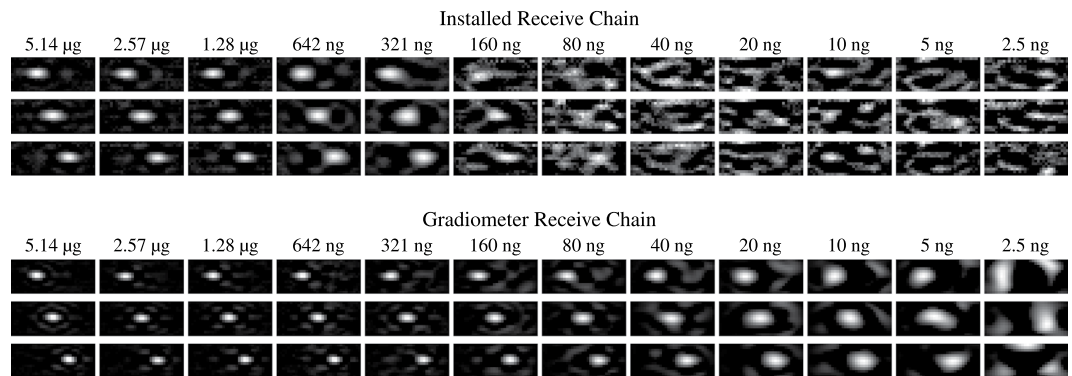 Installed Receive Chain
5.14 µg 2.57 µg 1.28 µg 642 ng 321 ng 160 ng 80 ng 40 ng 20 ng 10 ng 5 ng 2.5 ng
Gradiometer Receive Chain
5.14 µg 2.57 µg 1.28 µg 642 ng 321 ng 160 ng 80 ng 40 ng 20 ng 10 ng 5 ng 2.5 ng